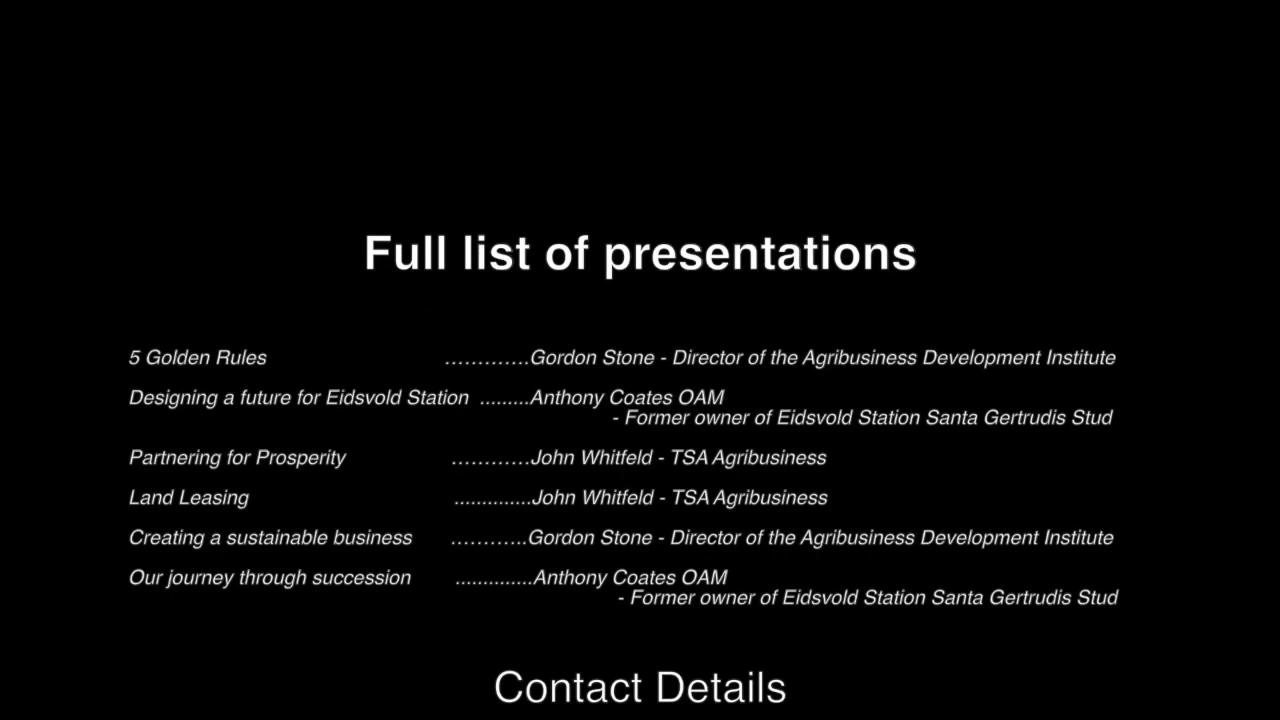 Full list of presentations
5 Golden Rules .............Gordon Stone - Director of the Agribusiness Development Institute
Designing a future for Eidsvold Station .........Anthony Coates OAM
- Former owner of Eidsvold Station Santa Gertrudis Stud
Partnering for Prosperity ............John Whitfeld - TSA Agribusiness
Land Leasing ..............John Whitfeld - TSA Agribusiness
Creating a sustainable business ............Gordon Stone - Director of the Agribusiness Development Institute
Our journey through succession ..............Anthony Coates OAM
- Former owner of Eidsvold Station Santa Gertrudis Stud
Contact Details